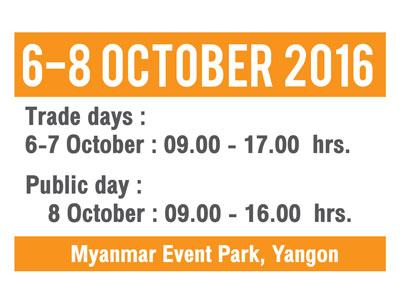 6-8 OCTOBER 2016
Trade days :
6-7 October : 09.00 - 17.00 hrs.
Public day :
8 October : 09.00 - 16.00 hrs.
Myanmar Event Park, Yangon